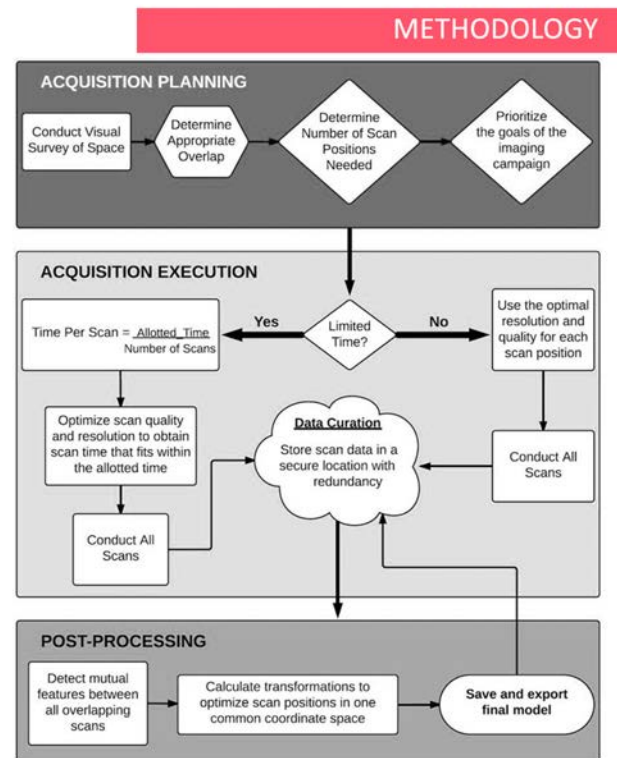 METHODOLOGY
ACQUISITION PLANNING
Conduct Visual
Survey of Space
Determine
Appropriate
Overlap
Determine
Number of Scan
Positions
Needed
Prioritize
the goals of the
imaging
campaign
ACQUISITION EXECUTION
Time Per Scan = Allotted_Time
Number of Scans
Yes
Limited
Time?
No
Use the optimal
resolution and
quality for each
scan position
Optimize scan quality
and resolution to obtain
scan time that fits within
the allotted time
Data Curation
Store scan data in a
secure location with
redundancy
Conduct All
Scans
Conduct All
Scans
POST-PROCESSING
Detect mutual
features between
all overlapping
scans
Calculate transformations to
optimize scan positions in one
common coordinate space
Save and export
final model